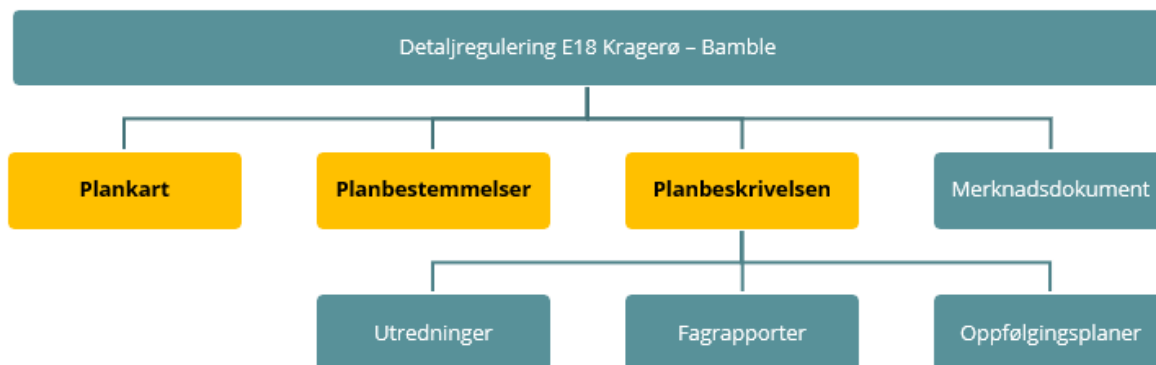 Detaljregulering E18 Kragerø – Bamble
Plankart
Planbestemmelser
Planbeskrivelsen
Merknadsdokument
Utredninger
Fagrapporter
Oppfølgingsplaner